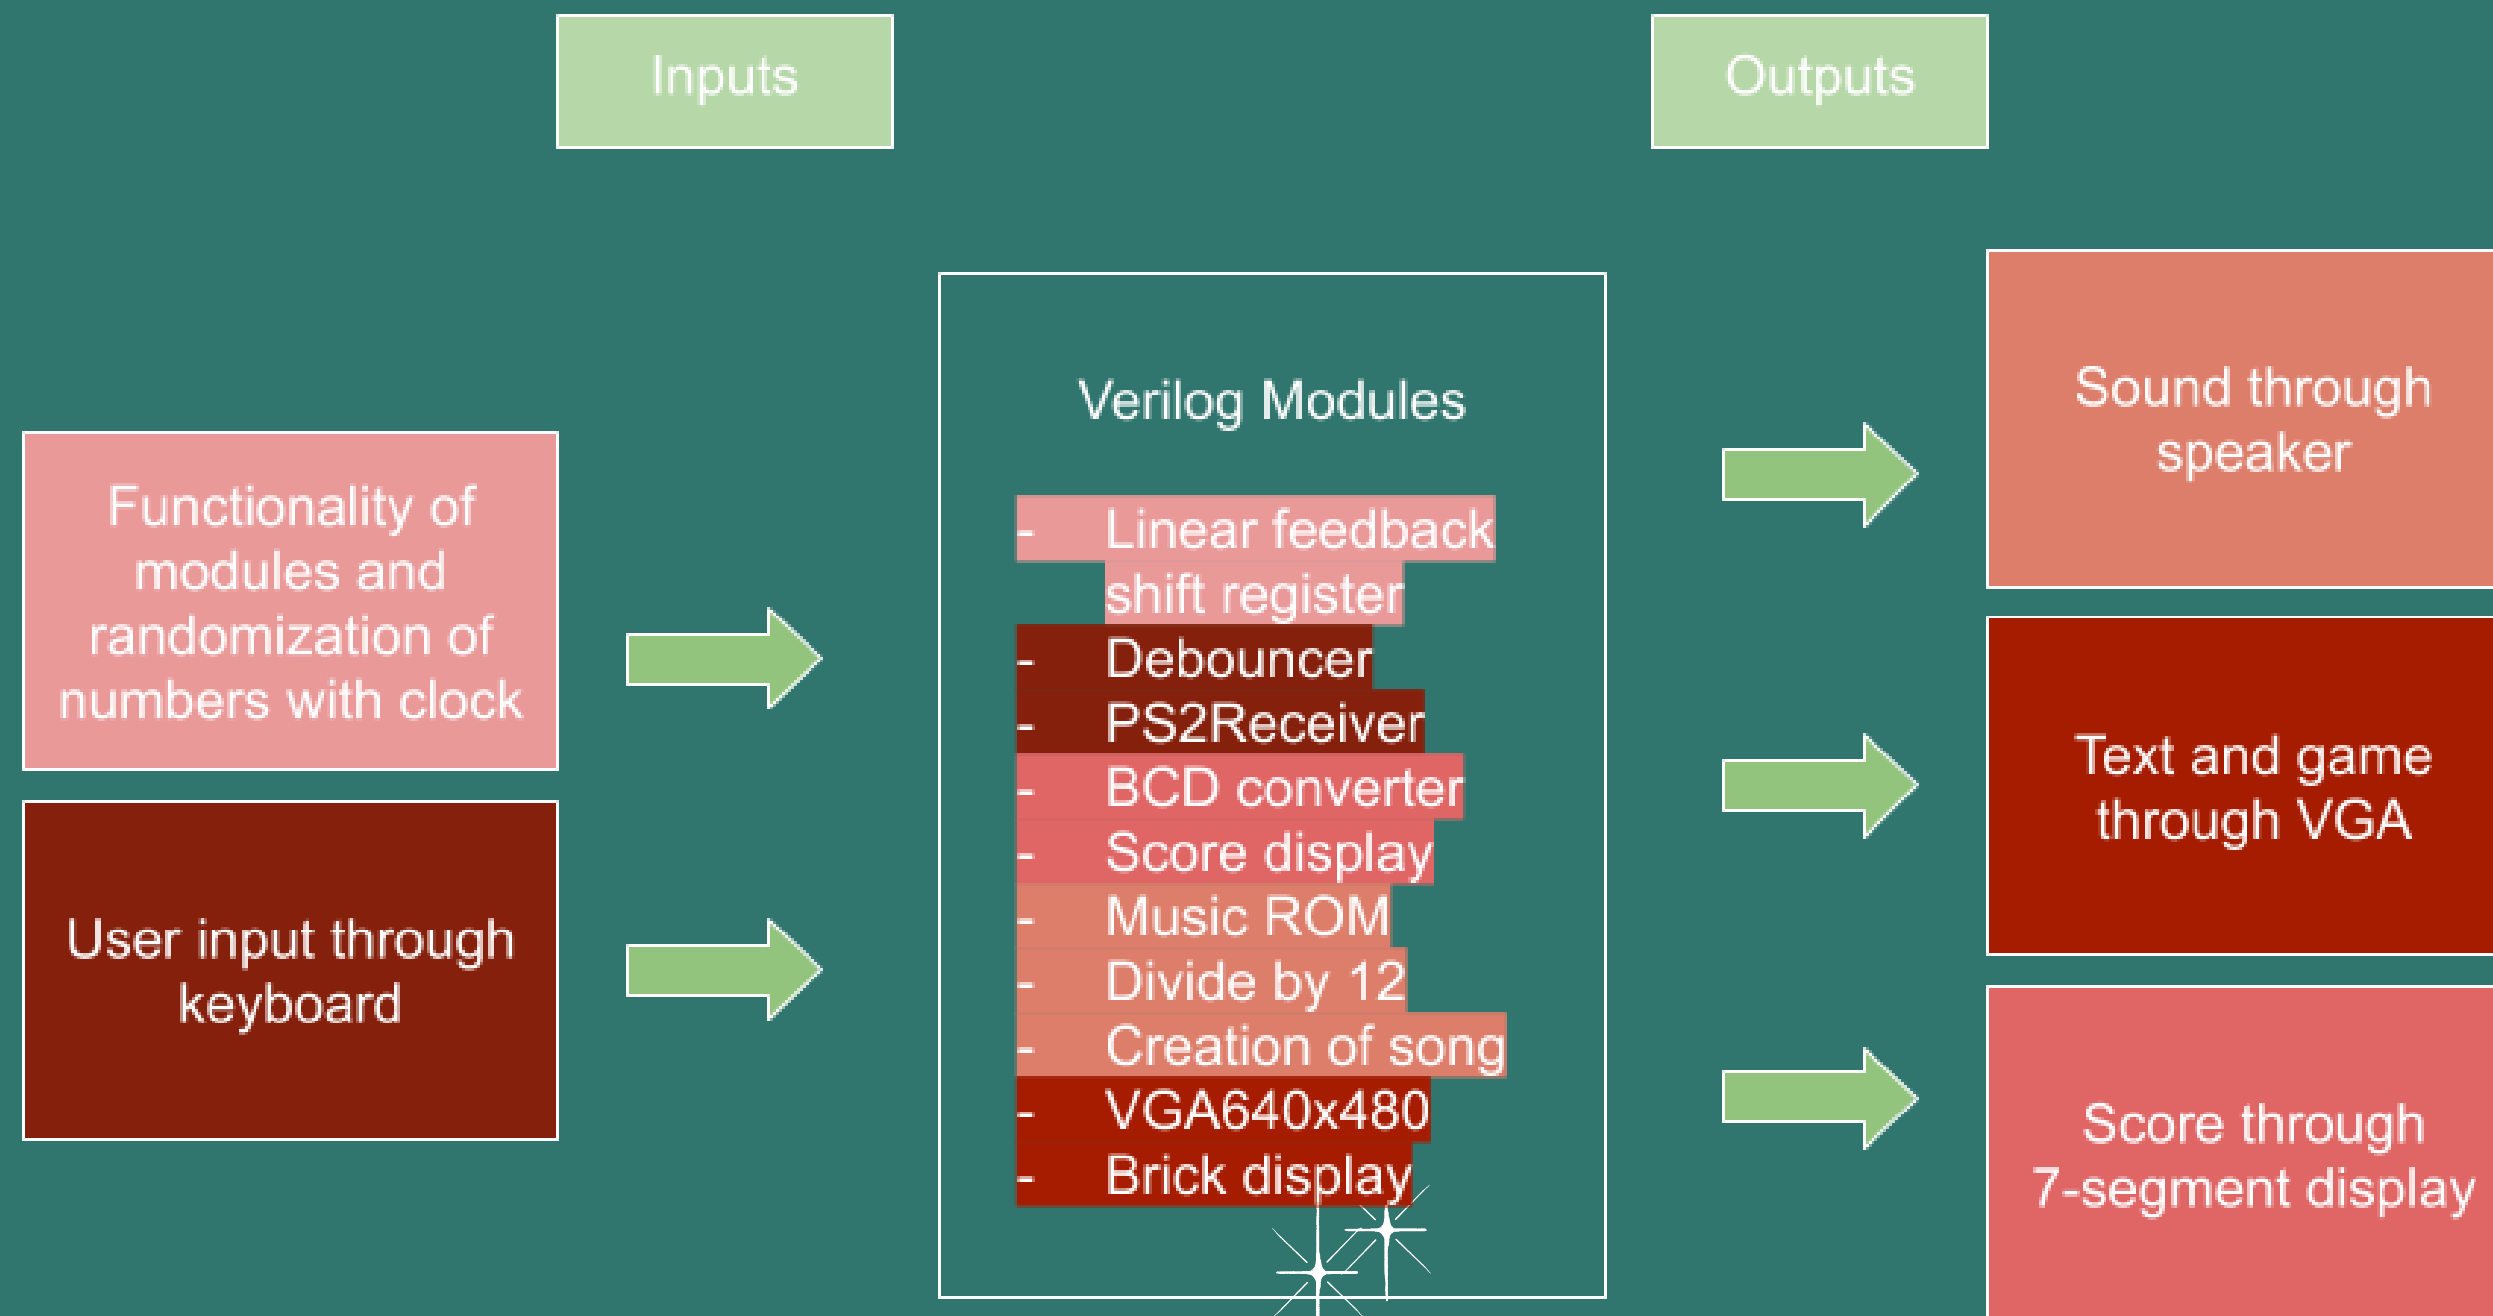 Inputs
Outputs
Functionality of
modules and
randomization of
numbers with clock
User input through
keyboard
Verilog Modules
- Linear feedback
shift register
- Debouncer
- PS2Receiver
- BCD converter
- Score display
- Music ROM
- Divide by 12
- Creation of song
- VGA640x480
- Brick display
Sound through
speaker
Text and game
through VGA
Score through
7-segment display